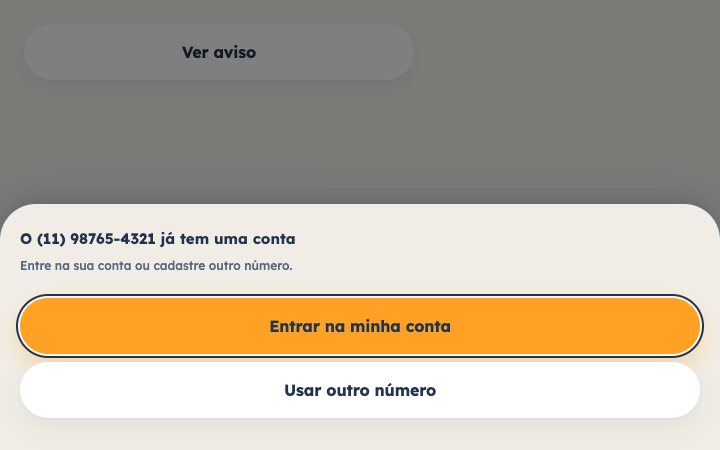 Ver aviso
O (11) 98765-4321 já tem uma conta
Entre na sua conta ou cadastre outro número.
Entrar na minha conta
Usar outro número